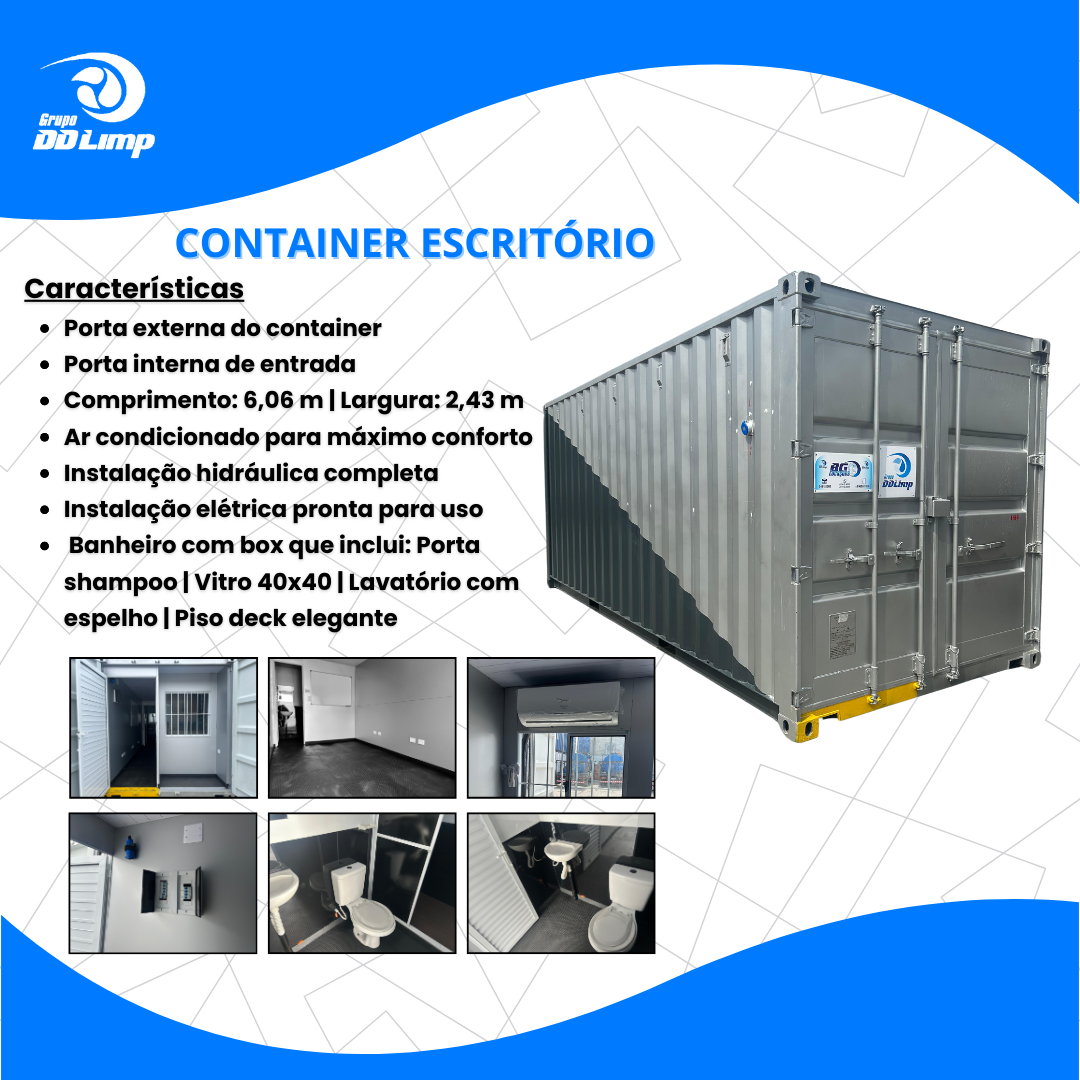 Grupo
DD Limp
CONTAINER ESCRITÓRIO
Características
Porta externa do container
Porta interna de entrada
Comprimento: 6,06 m | Largura: 2,43 m
Ar condicionado para máximo conforto
Instalação hidráulica completa
Instalação elétrica pronta para uso
Banheiro com box que inclui: Porta
shampoo | Vitro 40x40 | Lavatório com
espelho | Piso deck elegante
BG
Grupo
DDLimp